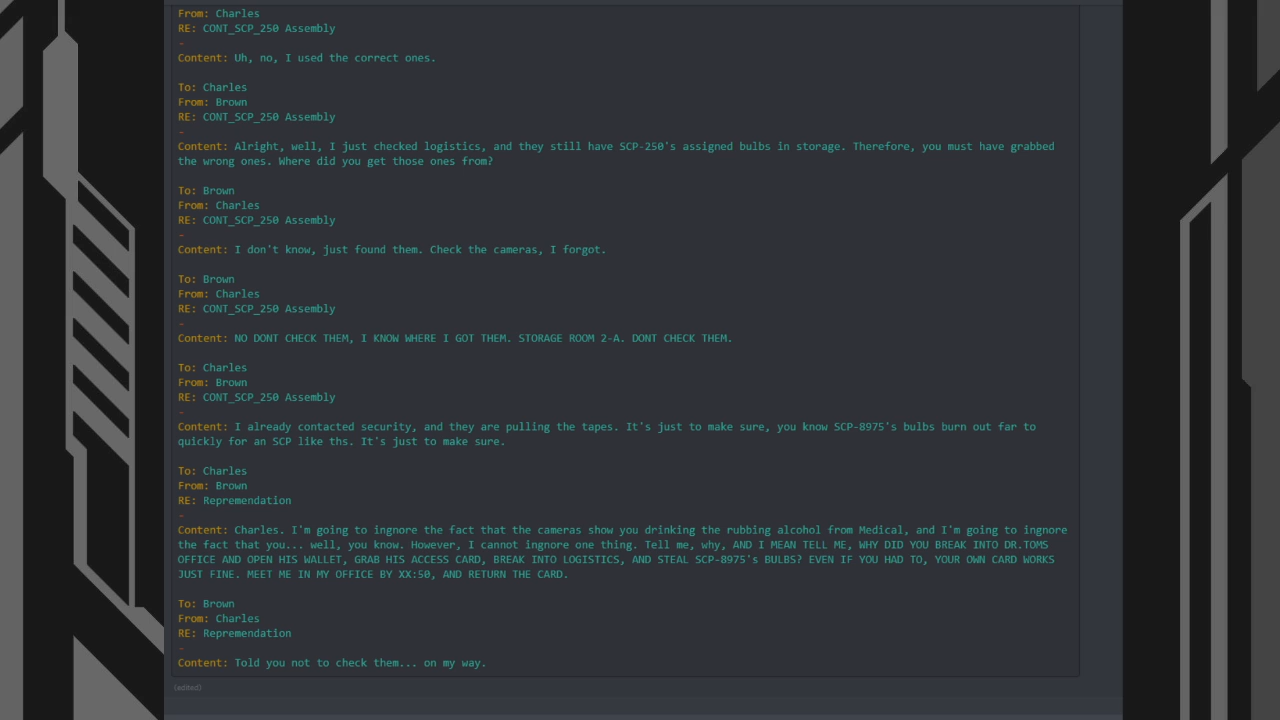 From: Charles
RE: CONT_SCP_250 Assembly
-
Content: Uh, no, I used the correct ones.
To: Charles
From: Brown
RE: CONT_SCP_250 Assembly
-
Content: Alright, well, I just checked logistics, and they still have SCP-250's assigned bulbs in storage. Therefore, you must have grabbed
the wrong ones. Where did you get those ones from?
To: Brown
From: Charles
RE: CONT_SCP_250 Assembly
-
Content: I don't know, just found them. Check the cameras, I forgot.
To: Brown
From: Charles
RE: CONT_SCP_250 Assembly
-
Content: NO DONT CHECK THEM, I KNOW WHERE I GOT THEM. STORAGE ROOM 2-A. DONT CHECK THEM.
To: Charles
From: Brown
RE: CONT_SCP_250 Assembly
-
Content: I already contacted security, and they are pulling the tapes. It's just to make sure, you know SCP-8975's bulbs burn out far to
quickly for an SCP like ths. It's just to make sure.
To: Charles
From: Brown
RE: Repremendation
-
Content: Charles. I'm going to ingnore the fact that the cameras show you drinking the rubbing alcohol from Medical, and I'm going to ingnore
the fact that you... well, you know. However, I cannot ingnore one thing. Tell me, why, AND I MEAN TELL ME, WHY DID YOU BREAK INTO DR.TOMS
OFFICE AND OPEN HIS WALLET, GRAB HIS ACCESS CARD, BREAK INTO LOGISTICS, AND STEAL SCP-8975's BULBS? EVEN IF YOU HAD TO, YOUR OWN CARD WORKS
JUST FINE. MEET ME IN MY OFFICE BY XX:50, AND RETURN THE CARD.
To: Brown
From: Charles
RE: Repremendation
-
Content: Told you not to check them... on my way.
(edited)